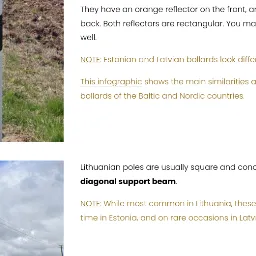 They have an orange reflector on the front, a
back. Both reflectors are rectangular. You ma
well.
NOTE: Estonian and Latvian bollards look diffe
This infographic shows the main similarities a
bollards of the Baltic and Nordic countries.
Lithuanian poles are usually square and conc
diagonal support beam.
NOTE: While most common in Lithuania, these
time in Estonia, and on rare occasions in Latv